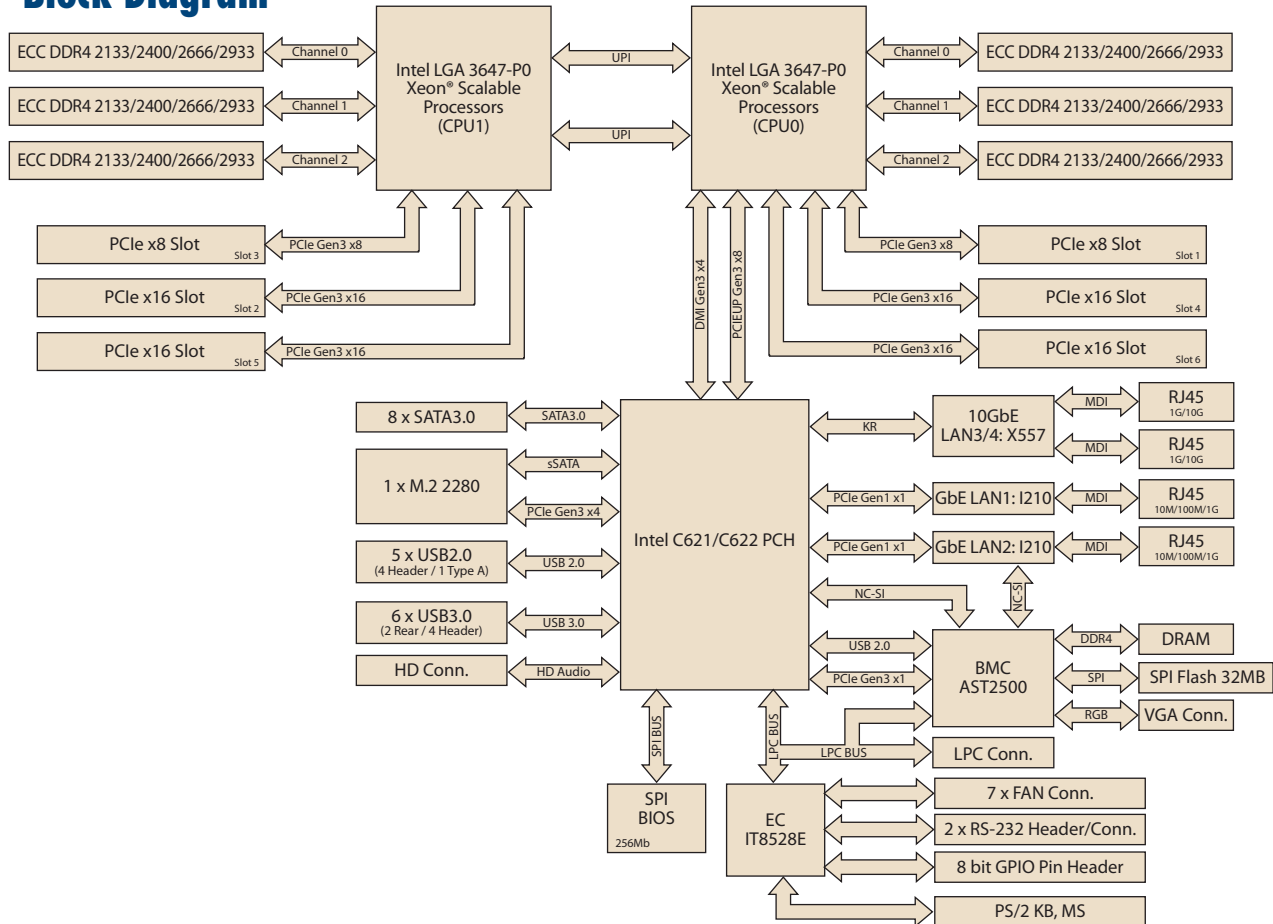 Block Diagram
ECC DDR4 2133/2400/2666/2933
Channel 0
ECC DDR4 2133/2400/2666/2933
Channel 1
ECC DDR4 2133/2400/2666/2933
Channel 2
Intel LGA 3647-P0
Xeon® Scalable
Processors
(CPU1)
UPI
UPI
Intel LGA 3647-P0
Xeon® Scalable
Processors
(CPU0)
Channel 0
ECC DDR4 2133/2400/2666/2933
Channel 1
ECC DDR4 2133/2400/2666/2933
Channel 2
ECC DDR4 2133/2400/2666/2933
PCIe x8 Slot
Slot 3
PCIe Gen3 x8
PCIe x16 Slot
Slot 2
PCIe Gen3 x16
PCIe x16 Slot
Slot 5
PCIe Gen3 x16
DMI Gen3 x4
PCIEUP Gen3 x8
PCIe Gen3 x8
PCIe x8 Slot
Slot 1
PCIe Gen3 x16
PCIe x16 Slot
Slot 4
PCIe Gen3 x16
PCIe x16 Slot
Slot 6
8 x SATA3.0
SATA3.0
1 x M.2 2280
sSATA
PCIe Gen3 x4
5 x USB2.0
(4 Header / 1 Type A)
USB 2.0
6 x USB3.0
(2 Rear / 4 Header)
USB 3.0
HD Conn.
HD Audio
Intel C621/C622 PCH
KR
10GbE
LAN3/4: X557
MDI
RJ45
1G/10G
MDI
RJ45
1G/10G
PCIe Gen1 x1
GbE LAN1: I210
MDI
RJ45
10M/100M/1G
PCIe Gen1 x1
GbE LAN2: I210
MDI
RJ45
10M/100M/1G
NC-SI
NC-SI
USB 2.0
PCIe Gen3 x1
BMC
AST2500
DDR4
DRAM
SPI
SPI Flash 32MB
RGB
VGA Conn.
SPI BUS
LPC BUS
LPC BUS
LPC Conn.
SPI
BIOS
256Mb
EC
IT8528E
7 x FAN Conn.
2 x RS-232 Header/Conn.
8 bit GPIO Pin Header
PS/2 KB, MS